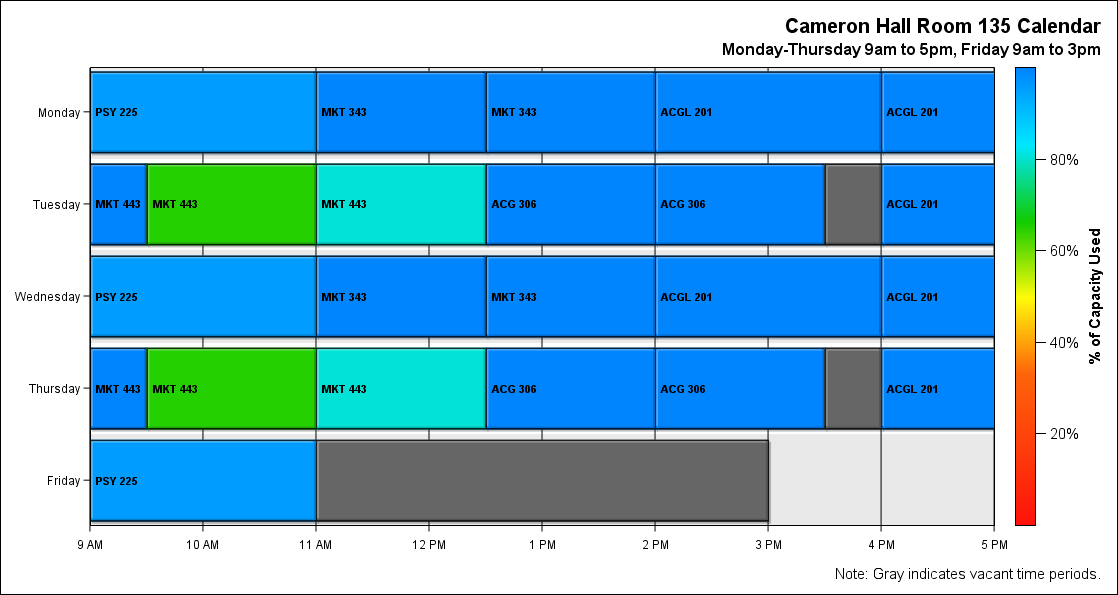 Cameron Hall Room 135 Calendar
Monday-Thursday 9am to 5pm, Friday 9am to 3pm
Monday
PSY 225
MKT 343
MKT 343
ACGL 201
ACGL 201
Tuesday
MKT 443
MKT 443
MKT 443
ACG 306
ACG 306
ACGL 201
Wednesday
PSY 225
MKT 343
MKT 343
ACGL 201
ACGL 201
Thursday
MKT 443
MKT 443
MKT 443
ACG 306
ACG 306
ACGL 201
Friday
PSY 225
9 AM
10 AM
11 AM
12 PM
1 PM
2 PM
3 PM
4 PM
5 PM
80%
60%
40%
20%
% of Capacity Used
Note: Gray indicates vacant time periods.